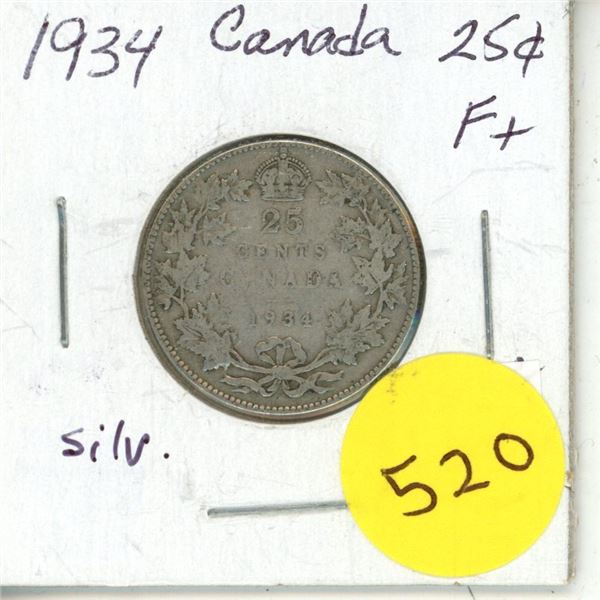 1934 Canada 25¢
F+
25
CENTS
CANADA
1934
silv.
520